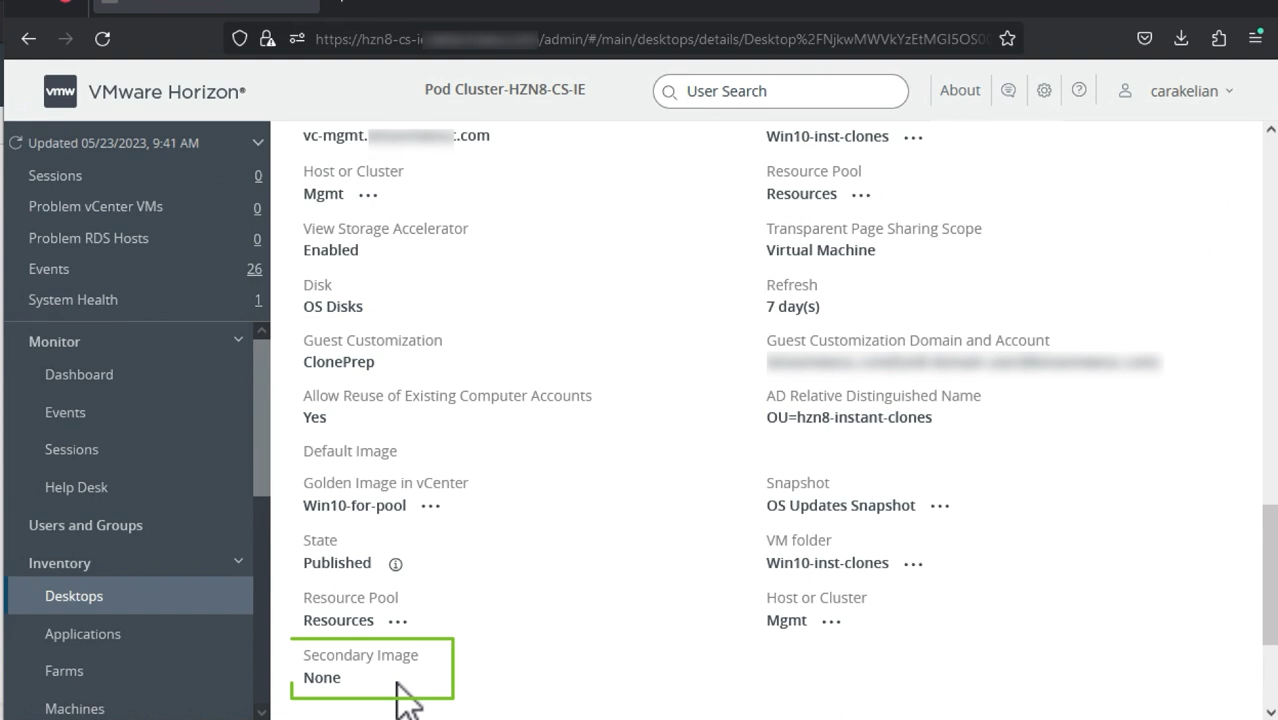 https://hzn8-cs-i /admin/#/main/desktops/details/Desktop%2FNjkwMWVkYzEtMGI5OS0
vmw VMware Horizon®
Pod Cluster-HZN8-CS-IE
User Search
About
carakelian
Updated 05/23/2023, 9:41 AM
Sessions 0
Problem vCenter VMs 0
Problem RDS Hosts 0
Events 26
System Health 1
Monitor
Dashboard
Events
Sessions
Help Desk
Users and Groups
Inventory
Desktops
Applications
Farms
Machines
vc-mgmt. .com
Win10-inst-clones ...
Host or Cluster
Mgmt ...
Resource Pool
Resources ...
View Storage Accelerator
Enabled
Transparent Page Sharing Scope
Virtual Machine
Disk
OS Disks
Refresh
7 day(s)
Guest Customization
ClonePrep
Guest Customization Domain and Account
Allow Reuse of Existing Computer Accounts
Yes
AD Relative Distinguished Name
OU=hzn8-instant-clones
Default Image
Golden Image in vCenter
Win10-for-pool ...
Snapshot
OS Updates Snapshot ...
State
Published
VM folder
Win10-inst-clones ...
Resource Pool
Resources ...
Host or Cluster
Mgmt ...
Secondary Image
None